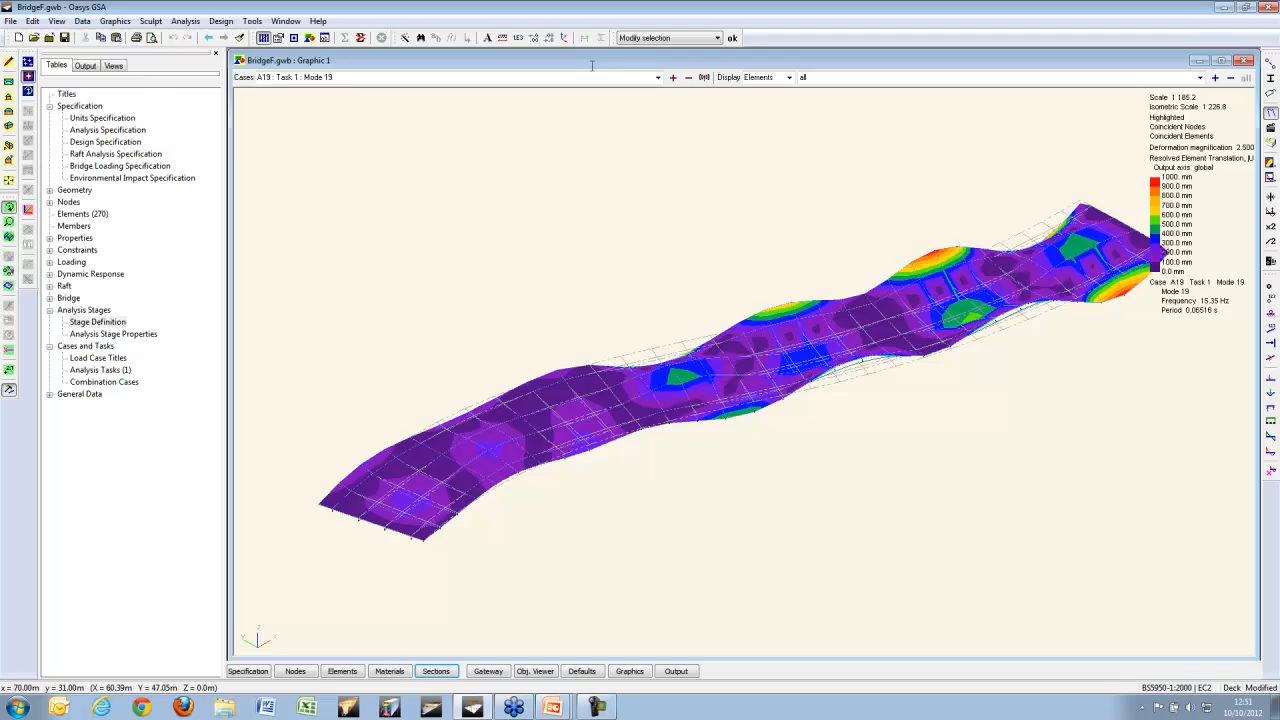 BridgeF.gwb - Oasys GSA
File Edit View Data Graphics Sculpt Analysis Design Tools Window Help
Modify selection ok
Tables Output Views
Titles
Specification
Units Specification
Analysis Specification
Design Specification
Raft Analysis Specification
Bridge Loading Specification
Environmental Impact Specification
Geometry
Nodes
Elements (270)
Members
Properties
Constraints
Loading
Dynamic Response
Raft
Bridge
Analysis Stages
Stage Definition
Analysis Stage Properties
Cases and Tasks
Load Case Titles
Analysis Tasks (1)
Combination Cases
General Data
BridgeF.gwb : Graphic 1
Cases A19 : Task 1 : Mode 19 Display Elements all
Scale 1:185.2
Isometric Scale 1:226.8
Highlighted
Coincident Nodes
Coincident Elements
Deformation magnification: 2.500
Resolved Element Translation, |U
Output axis: global
1000. mm
900.0 mm
800.0 mm
700.0 mm
600.0 mm
500.0 mm
400.0 mm
300.0 mm
200.0 mm
100.0 mm
0.0 mm
Case: A19 : Task 1 : Mode 19
Mode 19
Frequency 15.35 Hz
Period 0.06516 s
Z
Y X
Specification Nodes Elements Materials Sections Gateway Obj. Viewer Defaults Graphics Output
x = 70.00m y = 31.00m (X = 60.39m Y = 47.05m Z = 0.0m)
BS5950-1:2000 | EC2 Deck Modified
12:51
10/10/2012